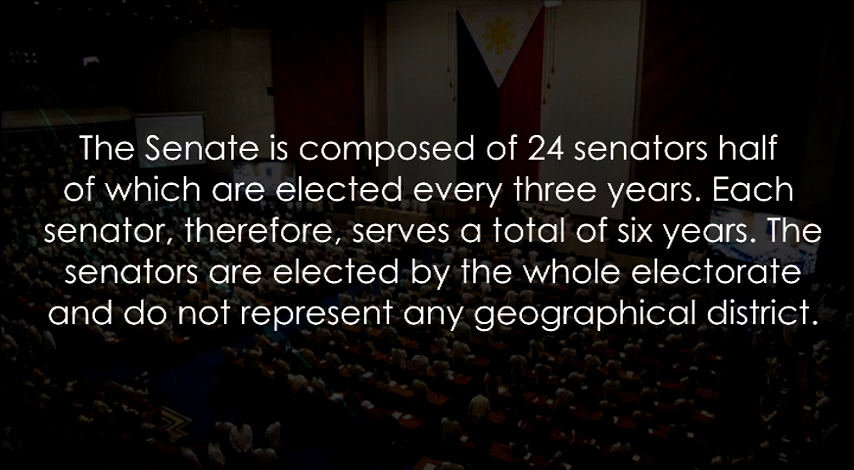 The Senate is composed of 24 senators half
of which are elected every three years. Each
senator, therefore, serves a total of six years. The
senators are elected by the whole electorate
and do not represent any geographical district.